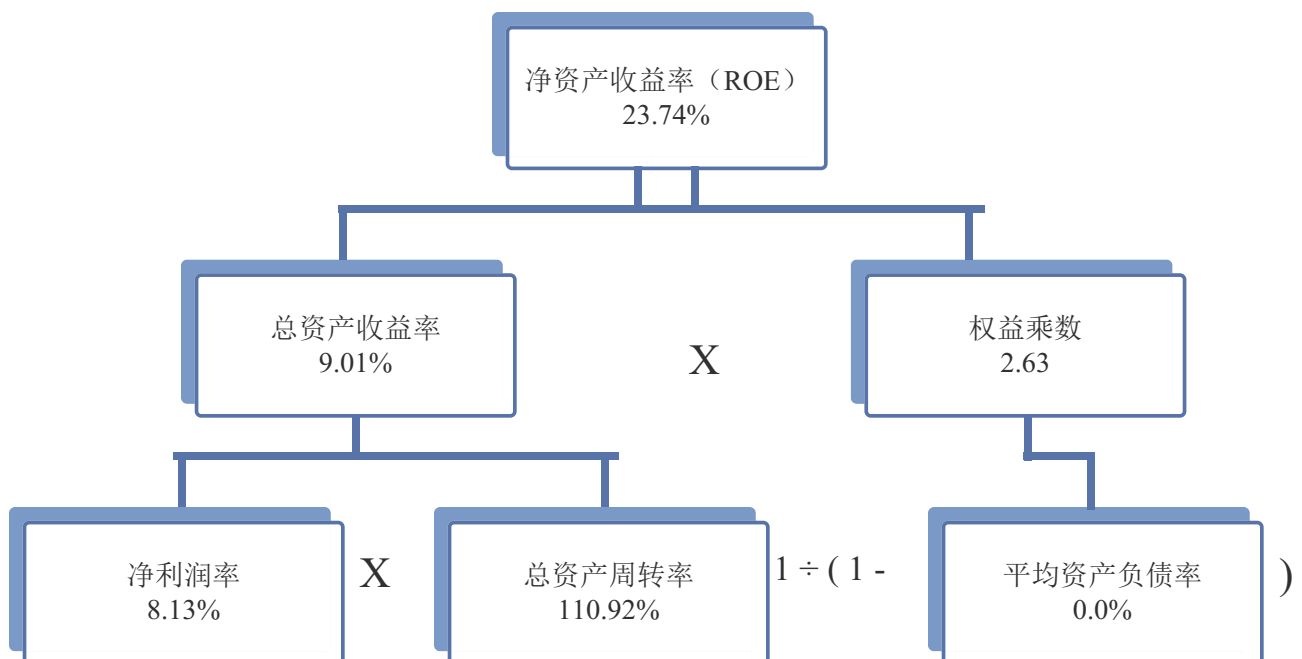 净资产收益率（ROE）
23.74%
总资产收益率
9.01%
X
权益乘数
2.63
净利润率
8.13%
X
总资产周转率
110.92%
1 ÷ ( 1 -
平均资产负债率
0.0%
)